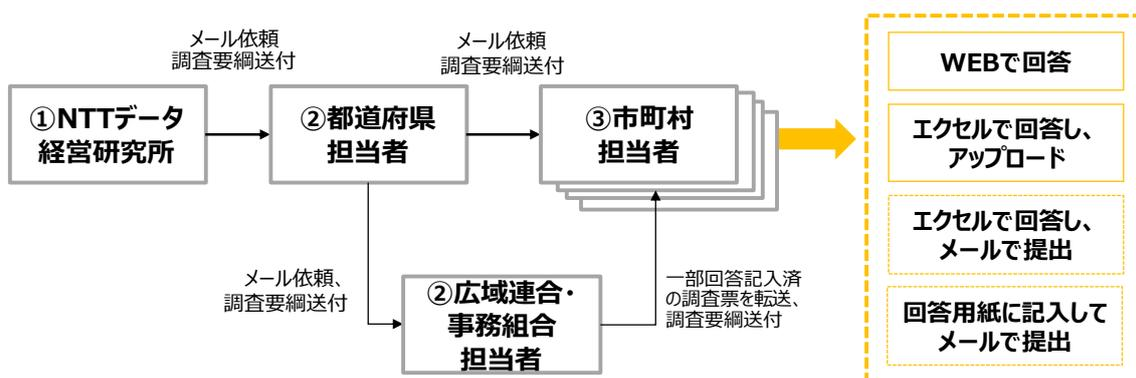 メール依頼
調査要綱送付
メール依頼
調査要綱送付
①NTTデータ
経営研究所
②都道府県
担当者
③市町村
担当者
メール依頼、
調査要綱送付
②広域連合・
事務組合
担当者
一部回答記入済
の調査票を転送、
調査要綱送付
WEBで回答
エクセルで回答し、
アップロード
エクセルで回答し、
メールで提出
回答用紙に記入して
メールで提出